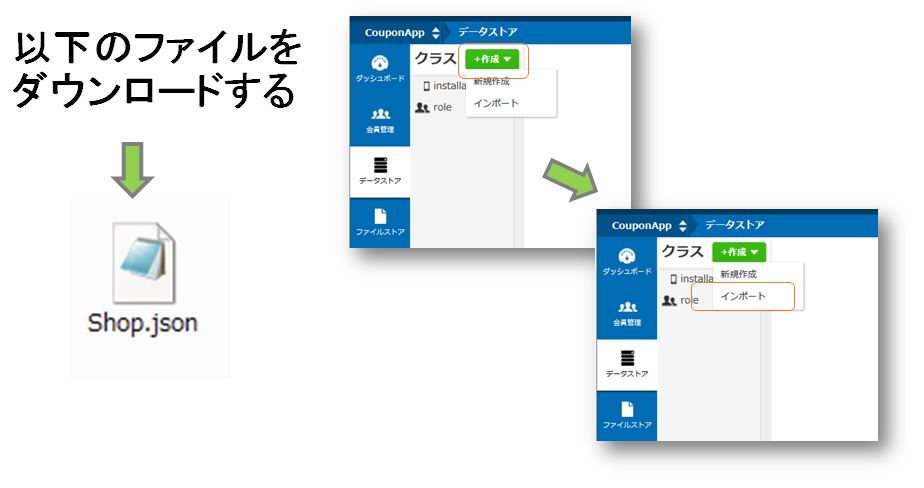 以下のファイルを
ダウンロードする
Shop.json
CouponApp データストア
クラス +作成
ダッシュボード
新規作成
installa
インポート
role
会員管理
データストア
ファイルストア
CouponApp データストア
クラス +作成
ダッシュボード
新規作成
installa
インポート
role
会員管理
データストア
ファイルストア